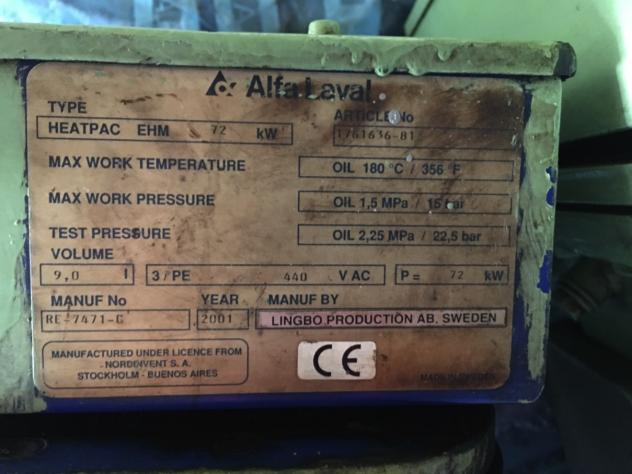 Alfa Laval
TYPE
ARTICLE No
HEATPAC EHM 72 kW
1761636-81
MAX WORK TEMPERATURE OIL 180 °C / 356 °F
MAX WORK PRESSURE OIL 1,5 MPa / 15 bar
TEST PRESSURE OIL 2,25 MPa / 22,5 bar
VOLUME
9,0 l 3/PE 440 V AC P= 72 kW
MANUF No YEAR MANUF BY
RE-7471-C 2001 LINGBO PRODUCTION AB. SWEDEN
MANUFACTURED UNDER LICENCE FROM
NORDINVENT S. A.
STOCKHOLM - BUENOS AIRES
CE
MADE IN SWEDEN